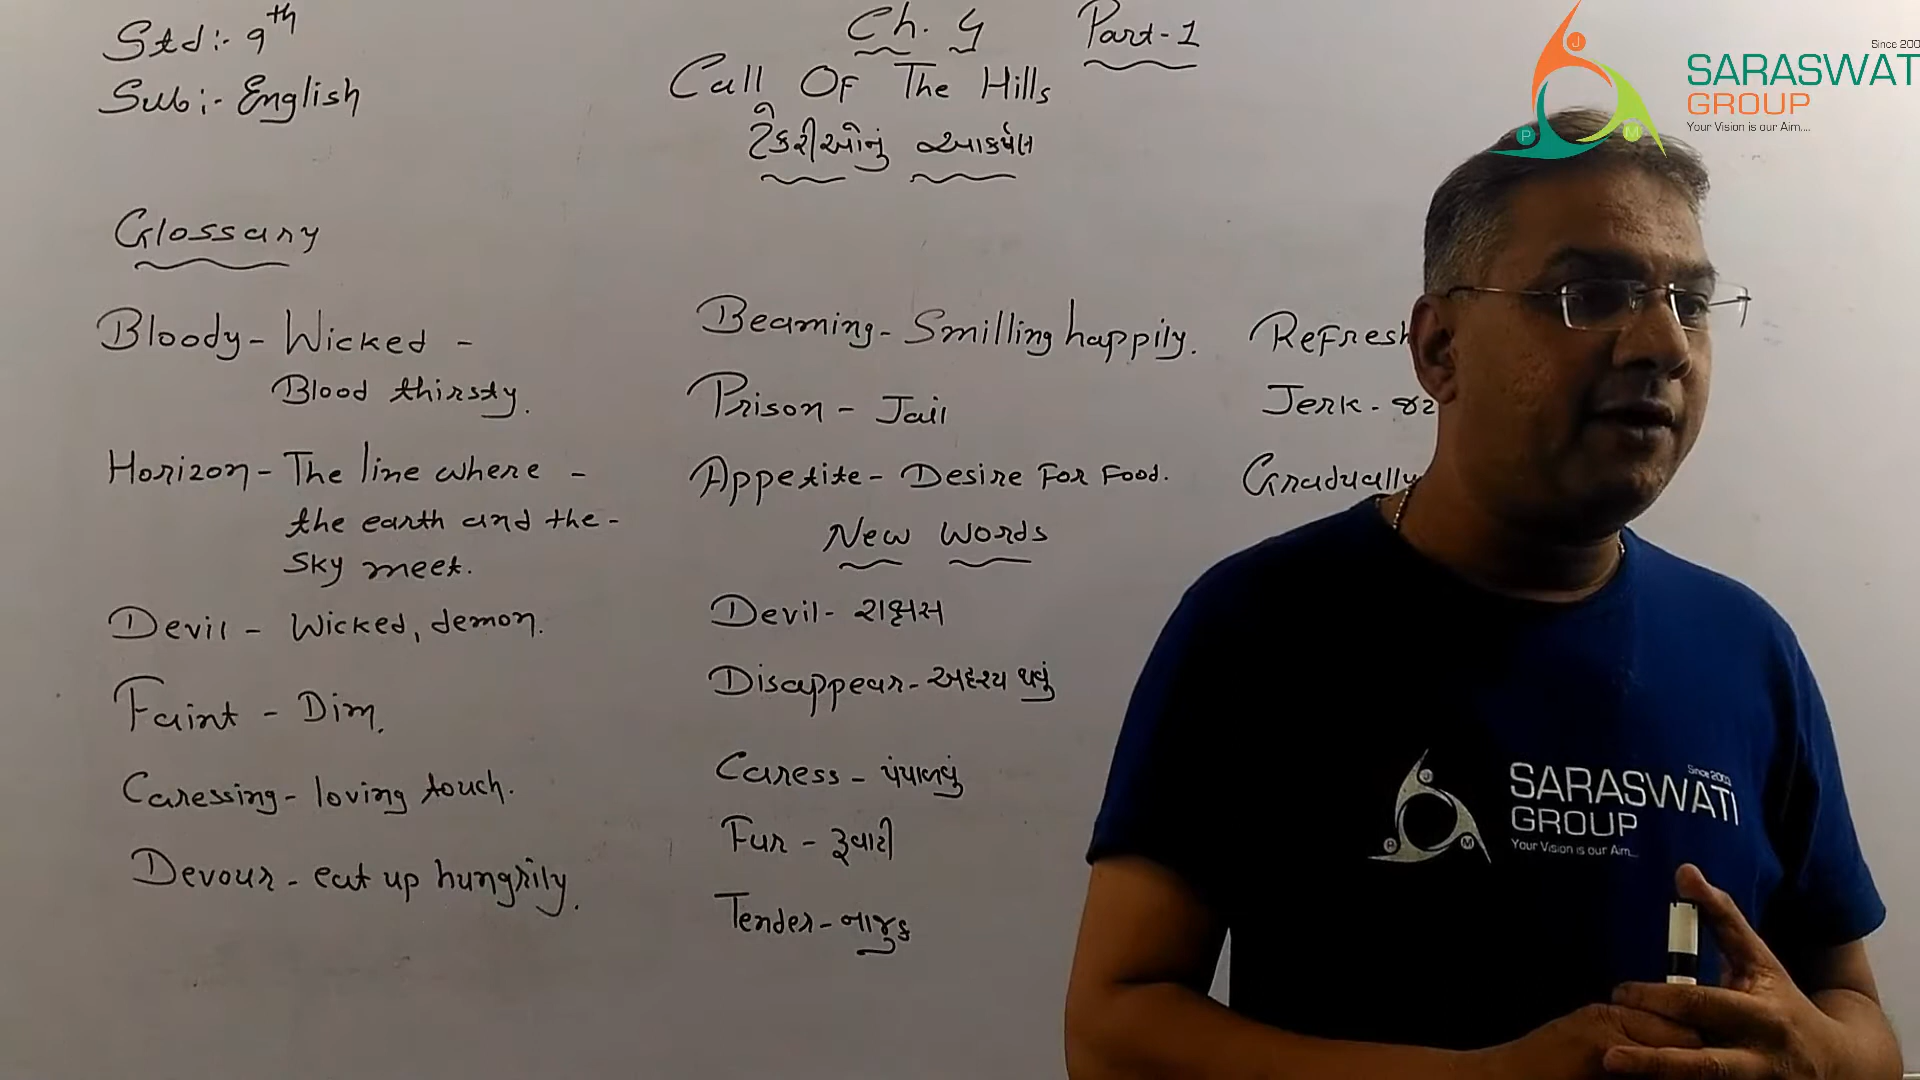 Std:- 9th
Sub:- English
Ch. 4 Part-1
Call Of The Hills
ટેકરીઓનું આકર્ષણ
Glossary
Bloody - Wicked -
Blood thirsty.
Horizon - The line where -
the earth and the -
Sky meet.
Devil - Wicked, demon.
Faint - Dim.
Caressing - loving touch.
Devour - eat up hungrily.
Beaming - Smilling happily.
Prison - Jail
Appetite - Desire For Food.
New Words
Devil - રાક્ષસ
Disappear - અદ્દશ્ય થવું
Caress - પંપાળવું
Fur - રૂવાટી
Tender - નાજુક
Refresh
Jerk -
Gradually
Since 200
SARASWAT
GROUP
Your Vision is our Aim....
J
P
M
Since 2003
SARASWATI
GROUP
Your Vision is our Aim...